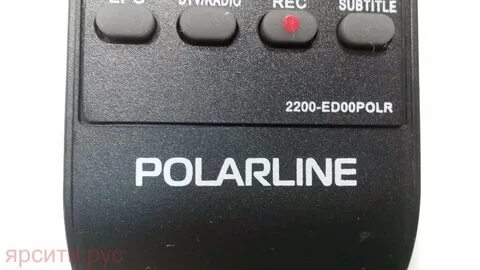 EPG DTV/RADIO REC SUBTITLE
2200-ED00POLR
POLARLINE
ярсити.рус